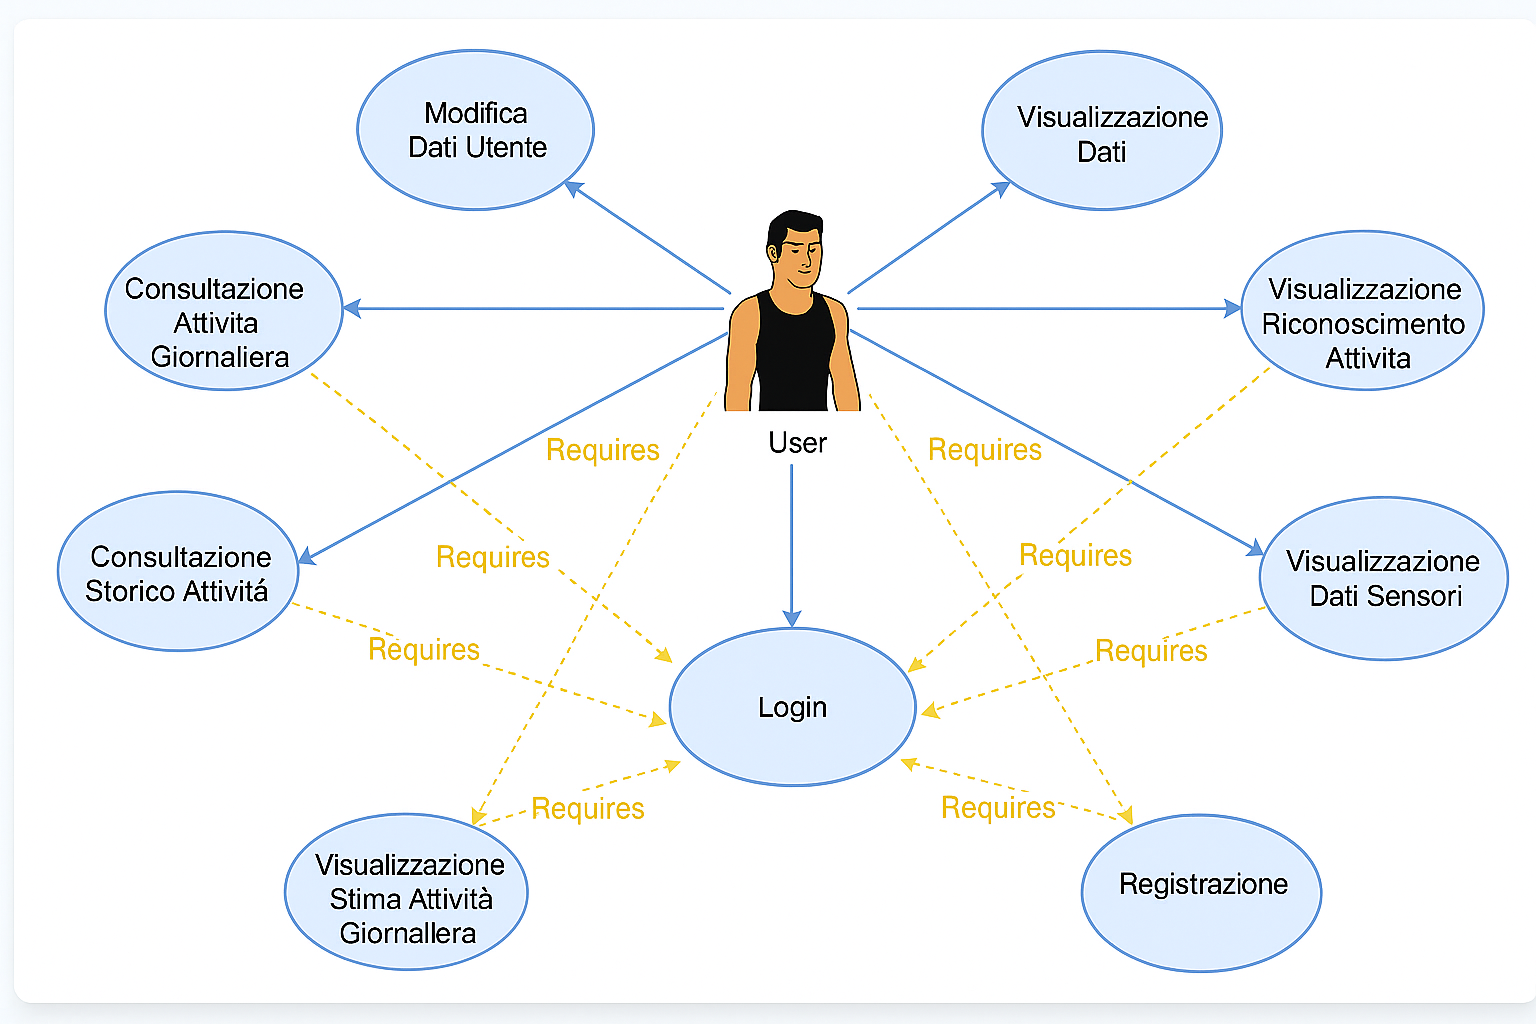 Modifica
Dati Utente
Visualizzazione
Dati
Consultazione
Attivita
Giornaliera
Visualizzazione
Riconoscimento
Attivita
User
Requires
Requires
Requires
Requires
Consultazione
Storico Attivitá
Visualizzazione
Dati Sensori
Requires
Requires
Login
Requires
Requires
Visualizzazione
Stima Attività
Giornallera
Registrazione